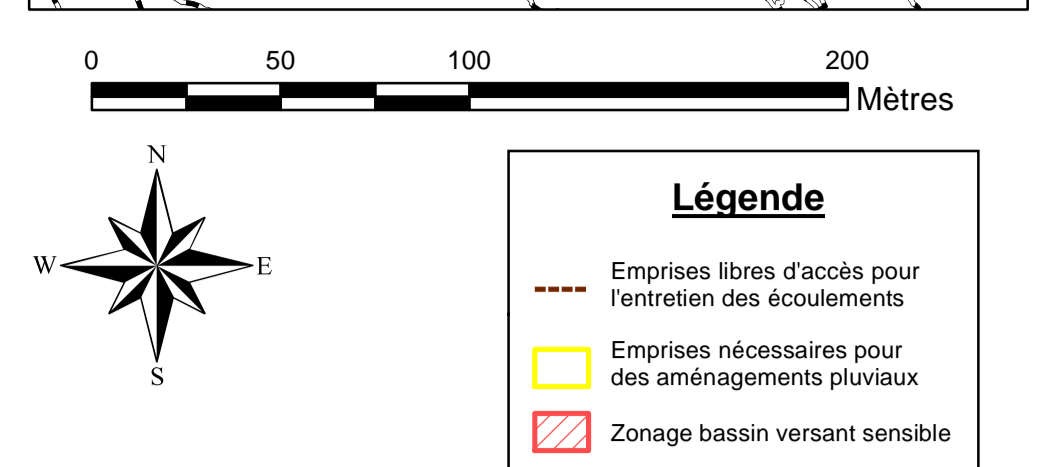 0 50 100 200
Mètres
N
W E
S
Légende
Emprises libres d'accès pour
l'entretien des écoulements
Emprises nécessaires pour
des aménagements pluviaux
Zonage bassin versant sensible